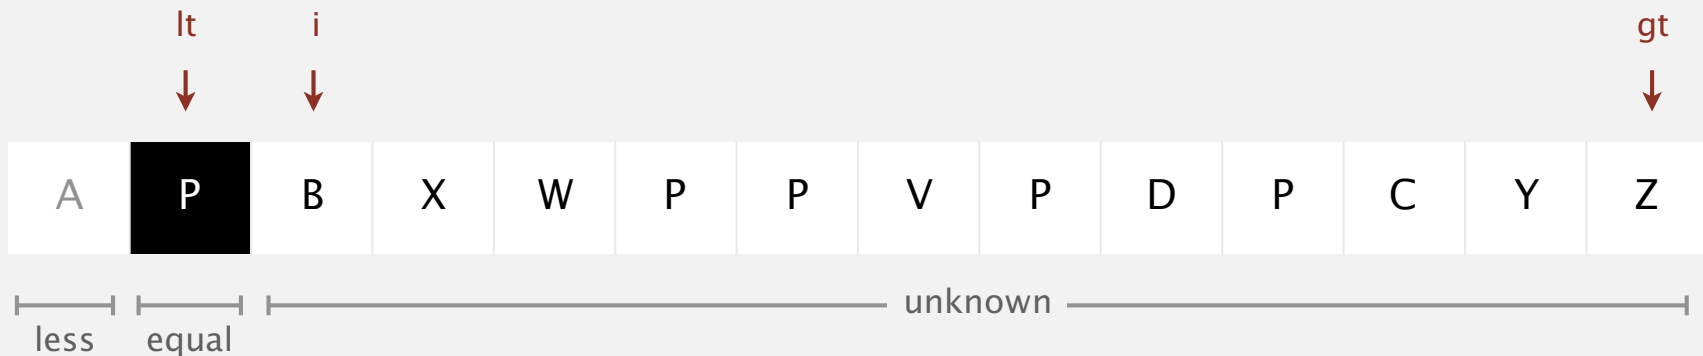 lt i gt
A P B X W P P V P D P C Y Z
unknown
less equal